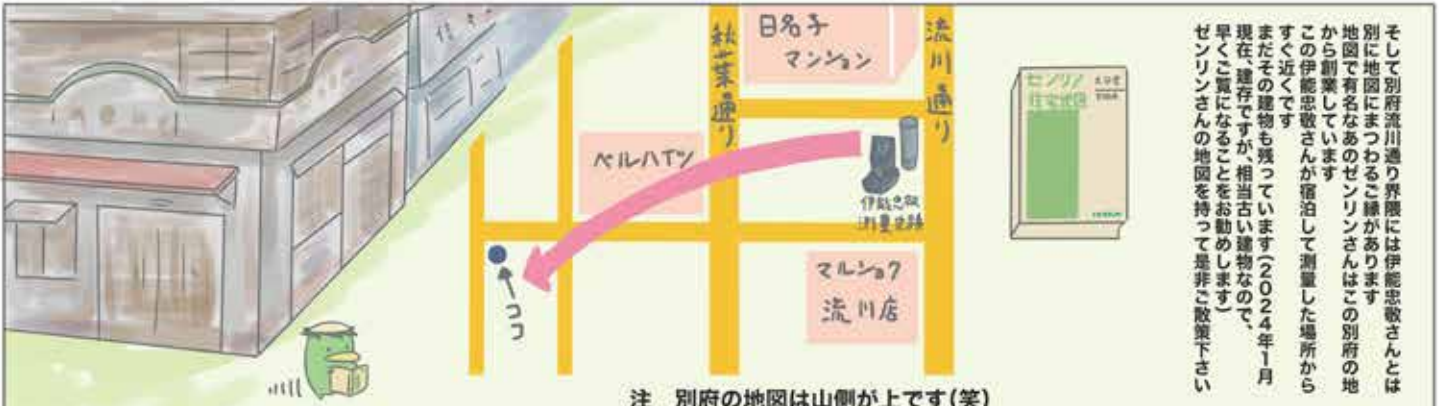 そして別府流川通り界隈には伊能忠敬さんとは
別に地図にまつわるご縁があります
地図で有名なあのゼンリンさんはこの別府の地
から創業しています
この伊能忠敬さんが宿泊して測量した場所から
すぐ近くです
まだその建物も残っています(2024年1月
現在、建存ですが、相当古い建物なので、
早くご覧になることをお勧めします)
ゼンリンさんの地図を持って是非ご散策下さい
ゼンリン
住宅地図
流川通り
日名子
マンション
秋葉通り
ベルハイツ
伊能忠敬
測量史跡
マルショク
流川店
ココ
注 別府の地図は山側が上です(笑)